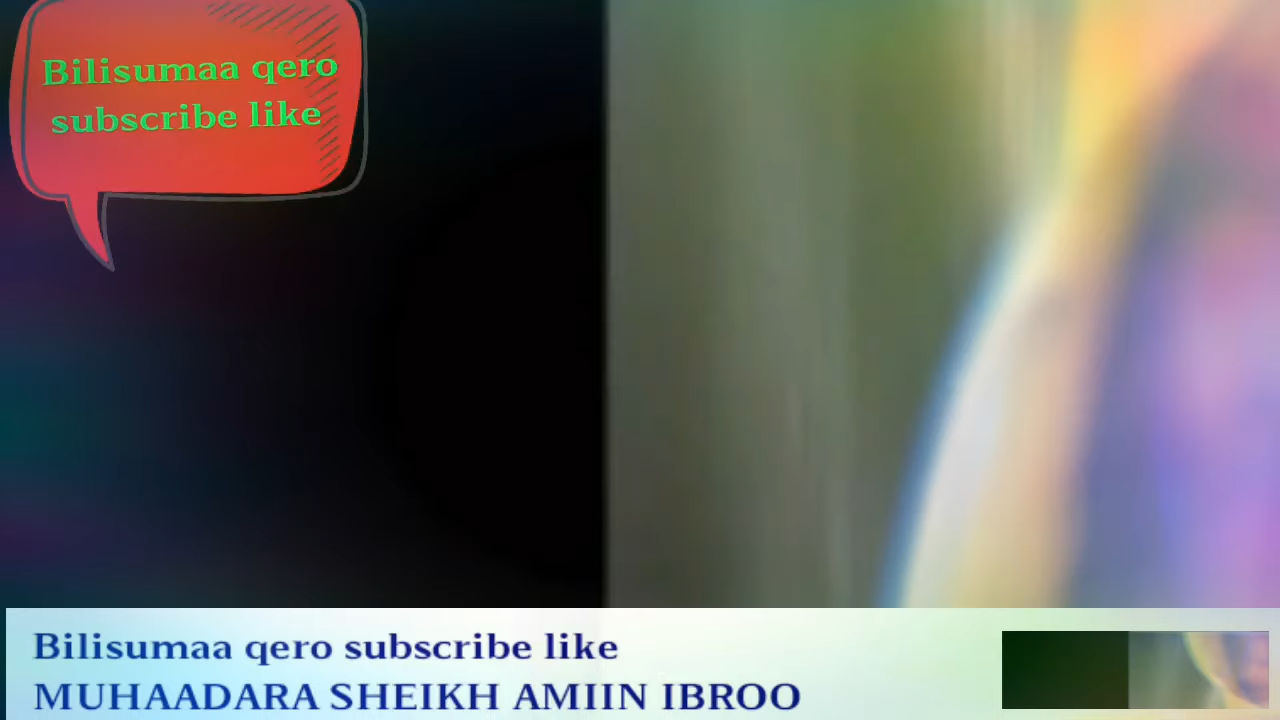 Bilisumaa qero
subscribe like
Bilisumaa qero subscribe like
MUHAADARA SHEIKH AMIIN IBROO